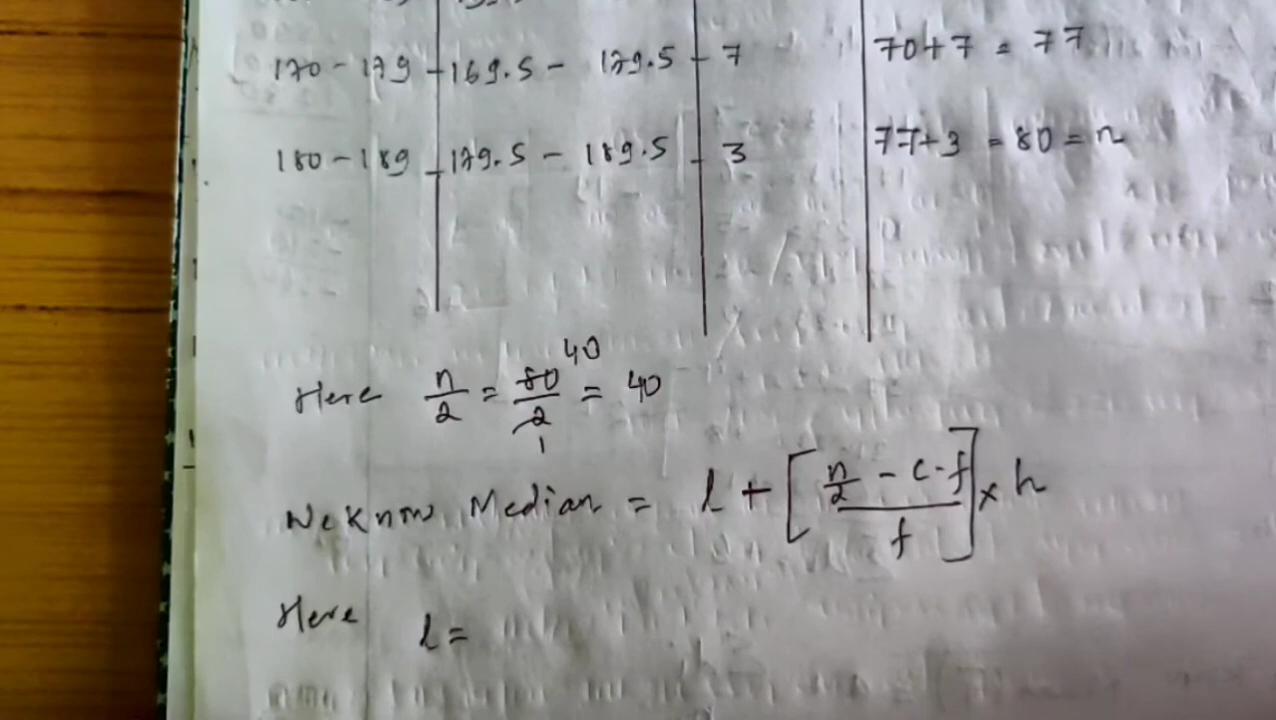 170 - 179 169.5 - 179.5 7 70+7 = 77
180 - 189 179.5 - 189.5 3 77+3 = 80 = n
Here n/2 = 80/2 = 40
40
1
We know Median = l + [n/2 - c.f / f] × h
Here l =